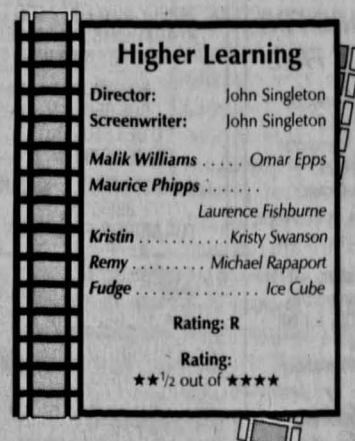 Higher Learning
Director: John Singleton
Screenwriter: John Singleton
Malik Williams ..... Omar Epps
Maurice Phipps .......
Laurence Fishburne
Kristin ........... Kristy Swanson
Remy ......... Michael Rapaport
Fudge ............... Ice Cube
Rating: R
Rating:
★★1/2 out of ★★★★